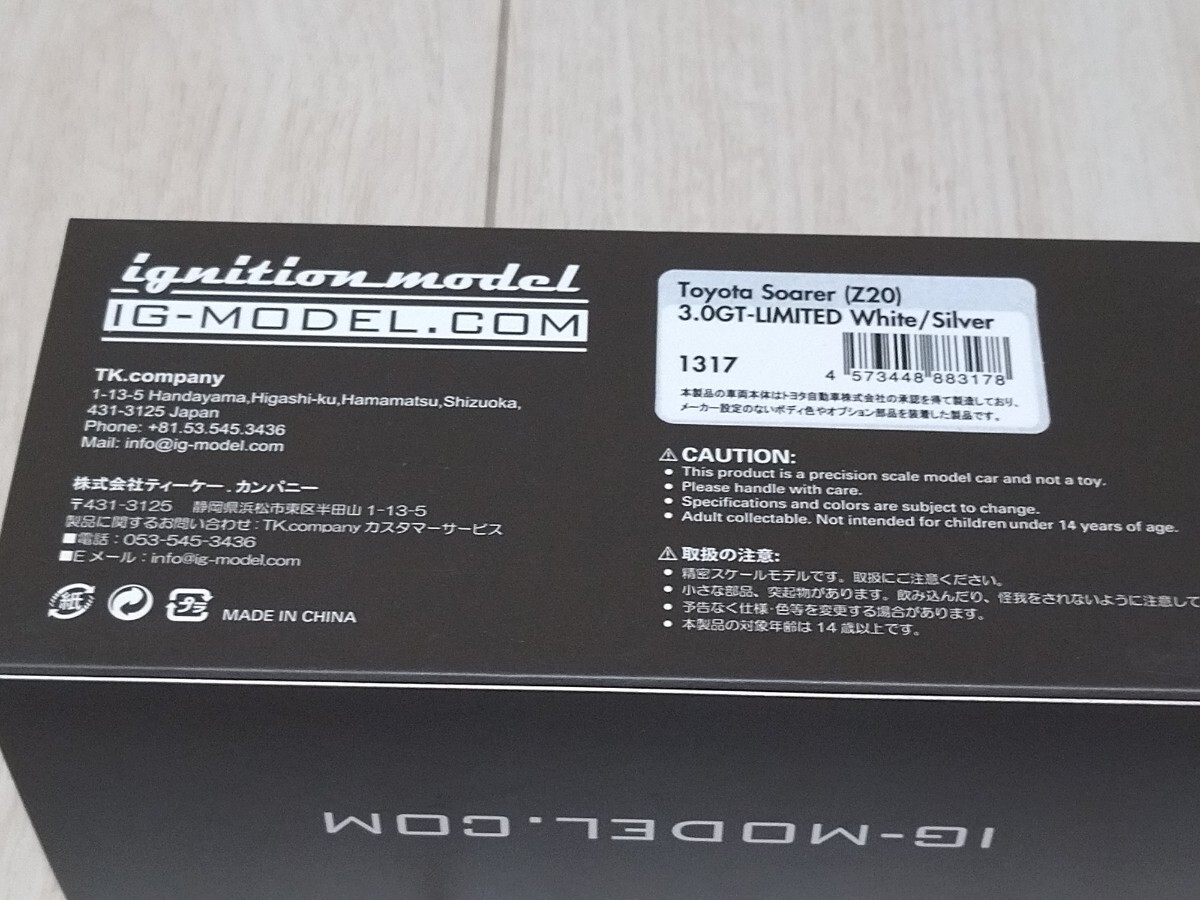 ignition model
IG-MODEL.COM
TK.company
1-13-5 Handayama,Higashi-ku,Hamamatsu,Shizuoka,
431-3125 Japan
Phone: +81.53.545.3436
Mail: info@ig-model.com
株式会社ティーケー．カンパニー
〒431-3125 静岡県浜松市東区半田山 1-13-5
製品に関するお問い合わせ：TK.company カスタマーサービス
■電話：053-545-3436
■E メール：info@ig-model.com
紙
プラ
MADE IN CHINA
Toyota Soarer (Z20)
3.0GT-LIMITED White/Silver
1317
4 573448 883178
本製品の車両本体はトヨタ自動車株式会社の承認を得て製造しており、
メーカー設定のないボディ色やオプション部品を装着した製品です。
⚠CAUTION:
● This product is a precision scale model car and not a toy.
● Please handle with care.
● Specifications and colors are subject to change.
● Adult collectable. Not intended for children under 14 years of age.
⚠取扱の注意:
● 精密スケールモデルです。取扱にご注意ください。
● 小さな部品、突起物があります。飲み込んだり、怪我をされないように注意して
● 予告なく仕様・色等を変更する場合があります。
● 本製品の対象年齢は 14 歳以上です。
IG-MODEL.COM